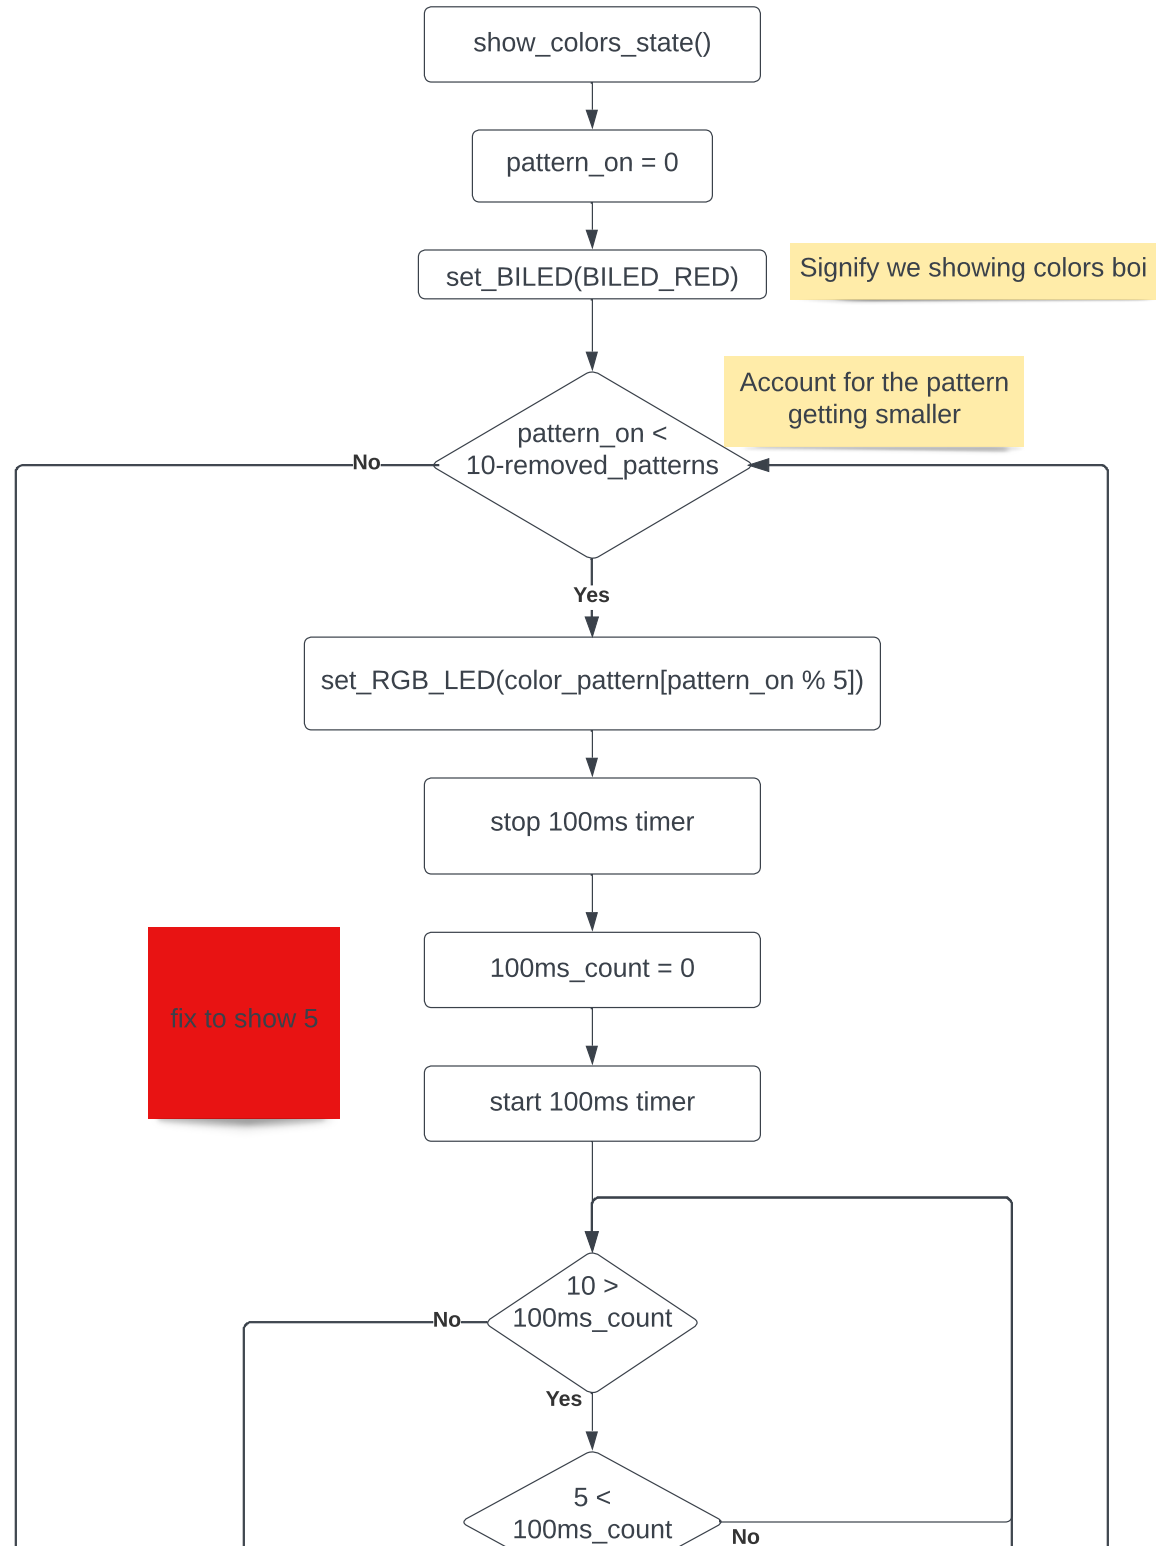 show_colors_state()
pattern_on = 0
set_BILED(BILED_RED)
Signify we showing colors boi
Account for the pattern
getting smaller
pattern_on <
10-removed_patterns
No
Yes
set_RGB_LED(color_pattern[pattern_on % 5])
stop 100ms timer
100ms_count = 0
fix to show 5
start 100ms timer
10 >
100ms_count
No
Yes
5 <
100ms_count
No